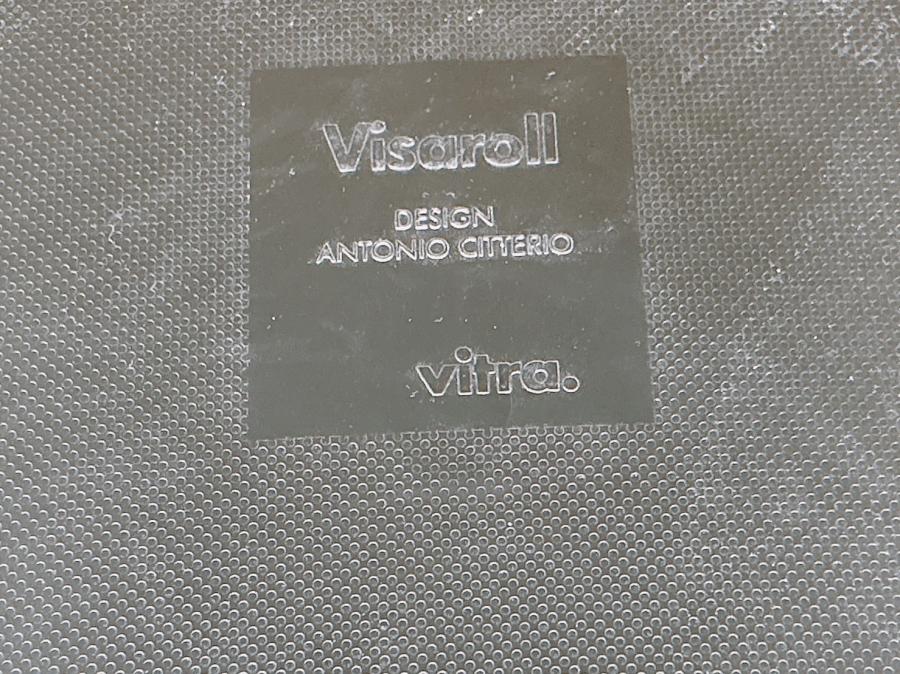 Visaroll
DESIGN
ANTONIO CITTERIO
vitra.